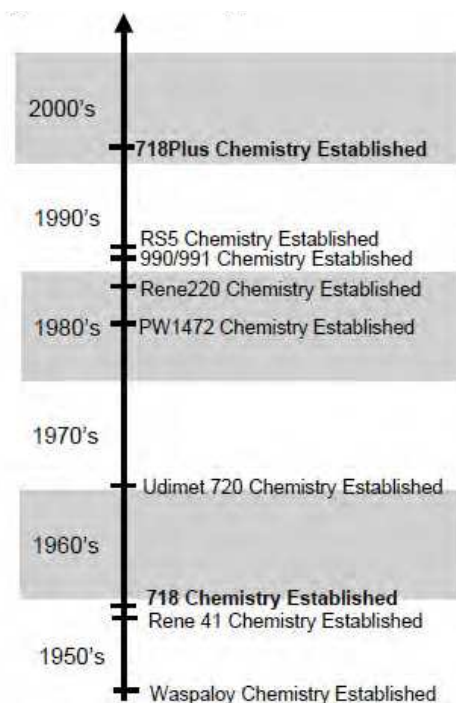 2000's
718Plus Chemistry Established
1990's
RS5 Chemistry Established
990/991 Chemistry Established
Rene220 Chemistry Established
1980's
PW1472 Chemistry Established
1970's
Udimet 720 Chemistry Established
1960's
718 Chemistry Established
Rene 41 Chemistry Established
1950's
Waspaloy Chemistry Established